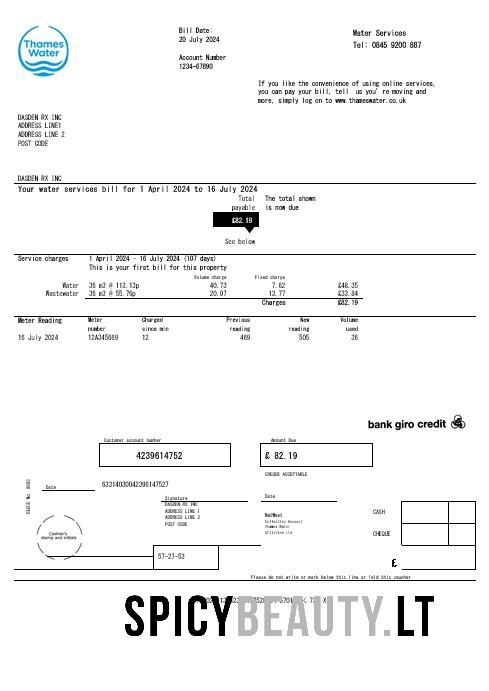 Thames
Water
Bill Date:
20 July 2024
Account Number
1234-67890
Water Services
Tel: 0845 9200 887
If you like the convenience of using online services,
you can pay your bill, tell us you're moving and
more, simply log on to www.thameswater.co.uk
DASDEN RX INC
ADDRESS LINE1
ADDRESS LINE 2
POST CODE
DASDEN RX INC
Your water services bill for 1 April 2024 to 16 July 2024
Total payable
The total shown is now due
£82.19
See below
Service charges 1 April 2024 - 16 July 2024 (107 days)
This is your first bill for this property
Volume charge Fixed charge
Water 36 m3 @ 113.13p 40.73 7.62 £48.35
Wastewater 36 m3 @ 55.76p 20.07 13.77 £33.84
Charges £82.19
Meter Reading Meter number Charged since min Previous reading New reading Volume used
16 July 2024 12A345669 12 469 505 36
bank giro credit
Customer account number
4239614752
Amount Due
£ 82.19
CHEQUE ACCEPTABLE
63314030042396147527
Date
Signature
DASDEN RX INC
ADDRESS LINE 1
ADDRESS LINE 2
POST CODE
Date
NatWest
Collection Account
Thames Water
CASH
CHEQUE
£
Cashier's
stamp and initials
57-27-53
Please do not write or mark below this line or fold this voucher
SPICYBEAUTY.LT